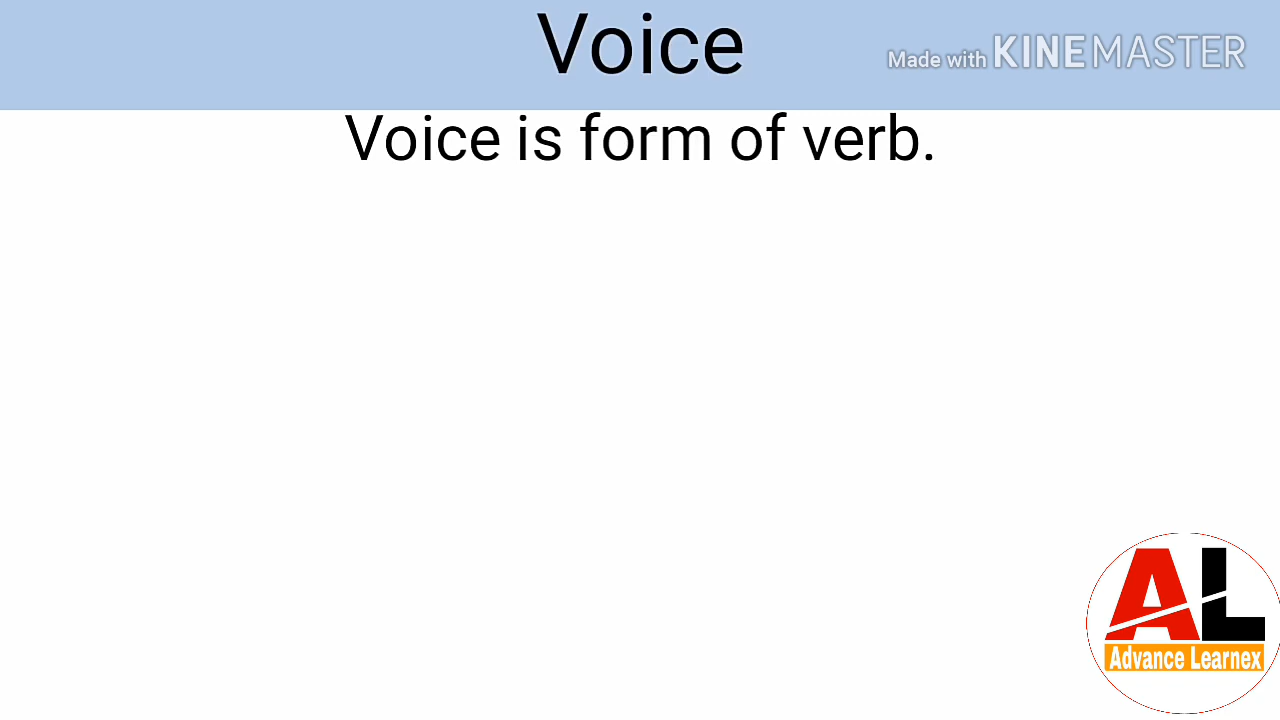 Voice
Made with KINEMASTER
Voice is form of verb.
AL
Advance Learnex